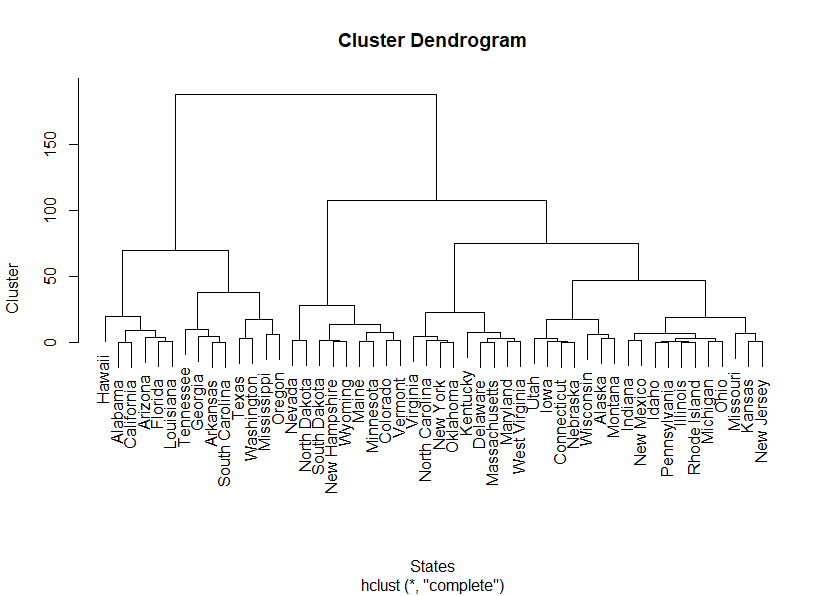 Cluster Dendrogram
Cluster
0
50
100
150
Hawaii
Alabama
California
Arizona
Florida
Louisiana
Tennessee
Georgia
Arkansas
South Carolina
Texas
Washington
Mississippi
Oregon
Nevada
North Dakota
South Dakota
New Hampshire
Wyoming
Maine
Minnesota
Colorado
Vermont
Virginia
North Carolina
New York
Oklahoma
Kentucky
Delaware
Massachusetts
Maryland
West Virginia
Utah
Iowa
Connecticut
Nebraska
Wisconsin
Alaska
Montana
Indiana
New Mexico
Idaho
Pennsylvania
Illinois
Rhode Island
Michigan
Ohio
Missouri
Kansas
New Jersey
States
hclust (*, "complete")